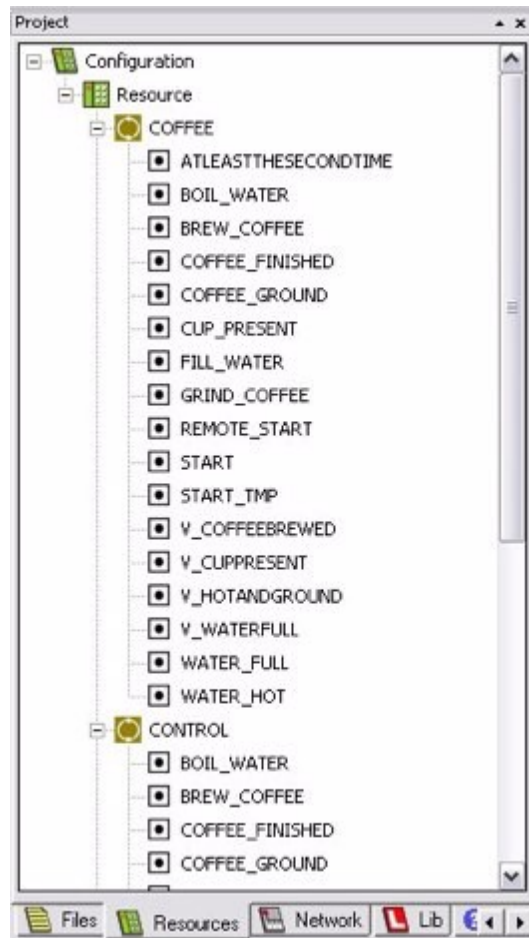 Project
Configuration
Resource
COFFEE
ATLEASTTHESECONDTIME
BOIL_WATER
BREW_COFFEE
COFFEE_FINISHED
COFFEE_GROUND
CUP_PRESENT
FILL_WATER
GRIND_COFFEE
REMOTE_START
START
START_TMP
V_COFFEEBREWED
V_CUPPRESENT
V_HOTANDGROUND
V_WATERFULL
WATER_FULL
WATER_HOT
CONTROL
BOIL_WATER
BREW_COFFEE
COFFEE_FINISHED
COFFEE_GROUND
Files Resources Network Lib